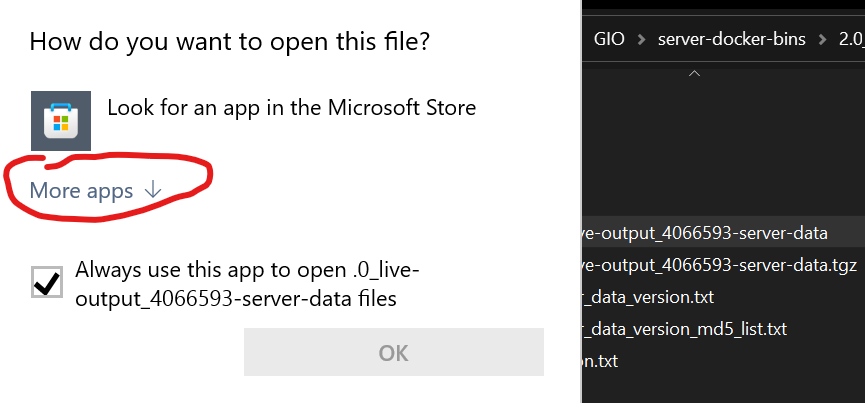 How do you want to open this file?
Look for an app in the Microsoft Store
More apps
Always use this app to open .0_live-
output_4066593-server-data files
OK
GIO > server-docker-bins > 2.0_
ve-output_4066593-server-data
ve-output_4066593-server-data.tgz
r_data_version.txt
r_data_version_md5_list.txt
on.txt